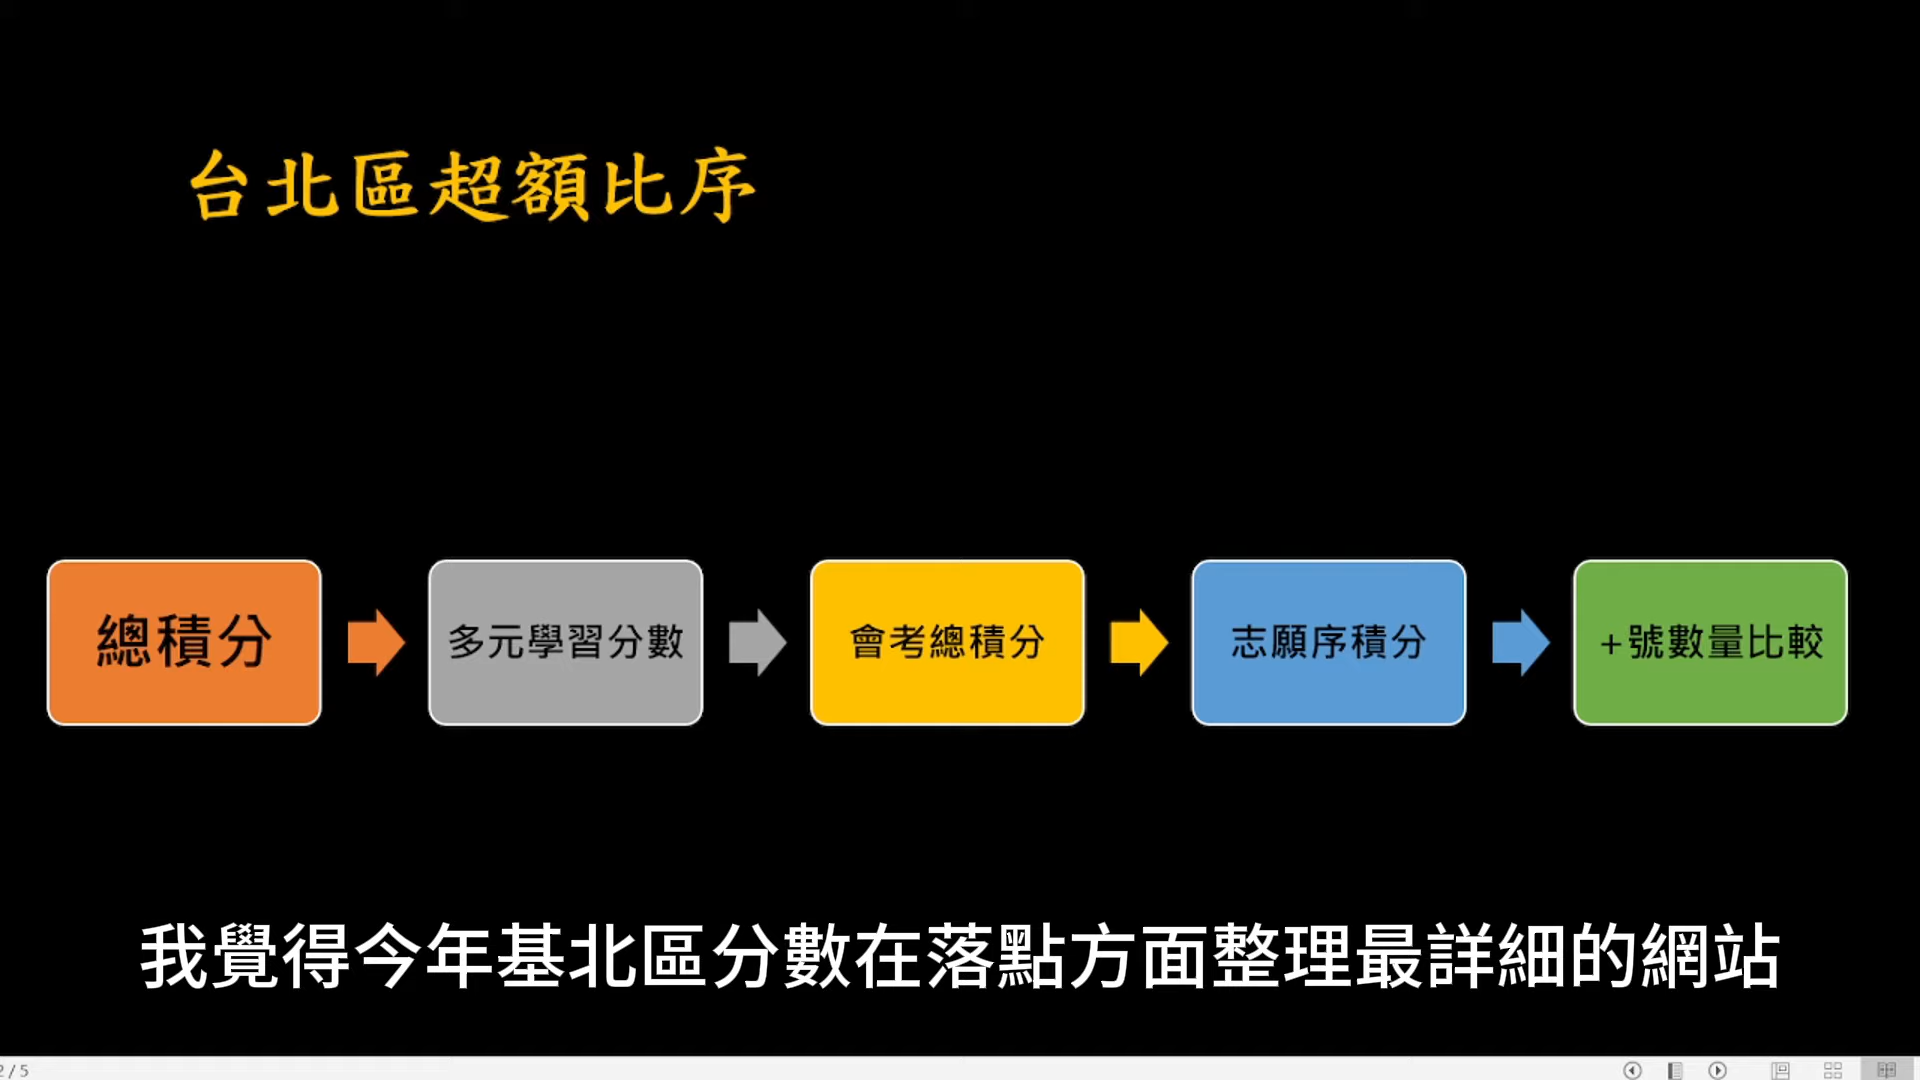 台北區超額比序
總積分
多元學習分數
會考總積分
志願序積分
+號數量比較
我覺得今年基北區分數在落點方面整理最詳細的網站
2/5